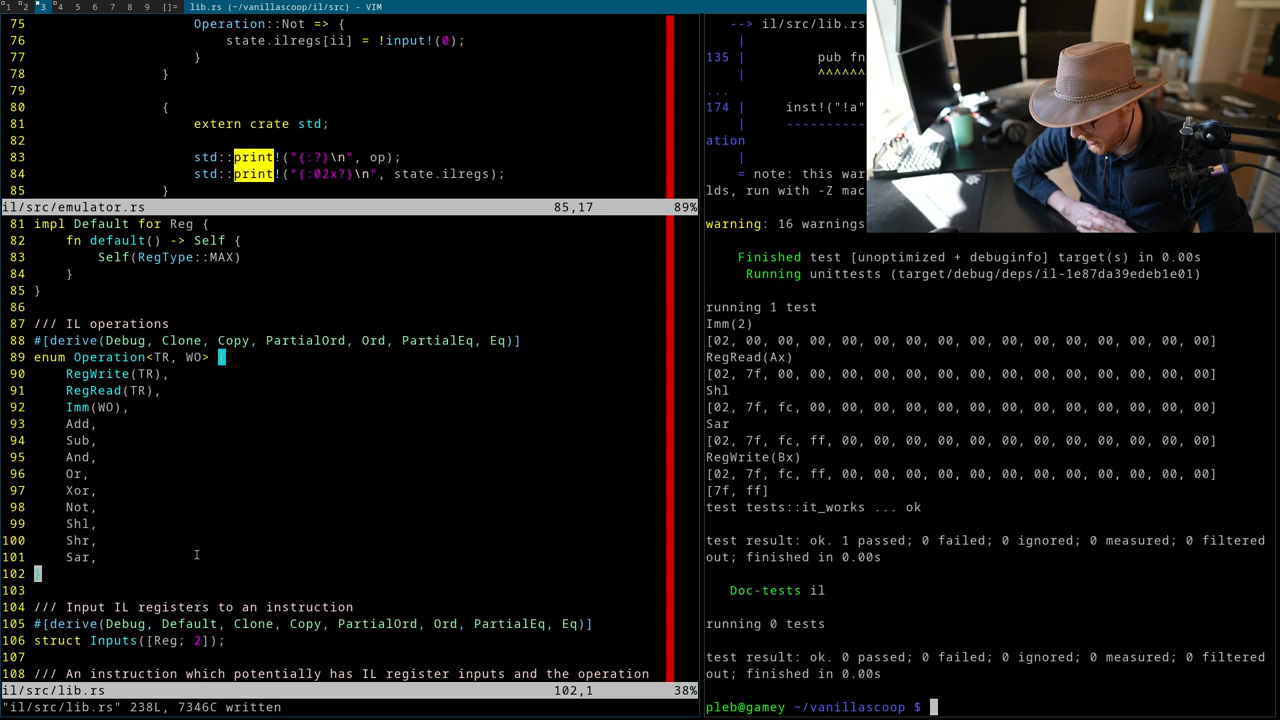 1 2 3 4 5 6 7 8 9 []= lib.rs (~/vanillascoop/il/src) - VIM
75 Operation::Not => {
76 state.ilregs[ii] = !input!(0);
77 }
78 }
79
80 {
81 extern crate std;
82
83 std::print!("{:?}\n", op);
84 std::print!("{:02x?}\n", state.ilregs);
85 }
il/src/emulator.rs 85,17 89%
81 impl Default for Reg {
82 fn default() -> Self {
83 Self(RegType::MAX)
84 }
85 }
86
87 /// IL operations
88 #[derive(Debug, Clone, Copy, PartialOrd, Ord, PartialEq, Eq)]
89 enum Operation<TR, WO> {
90 RegWrite(TR),
91 RegRead(TR),
92 Imm(WO),
93 Add,
94 Sub,
95 And,
96 Or,
97 Xor,
98 Not,
99 Shl,
100 Shr,
101 Sar,
102 }
103
104 /// Input IL registers to an instruction
105 #[derive(Debug, Default, Clone, Copy, PartialOrd, Ord, PartialEq, Eq)]
106 struct Inputs([Reg; 2]);
107
108 /// An instruction which potentially has IL register inputs and the operation
il/src/lib.rs 102,1 38%
"il/src/lib.rs" 238L, 7346C written
--> il/src/lib.rs
|
135 | pub fn
| ^^^^^^
...
174 | inst!("!a"
| ----------
ation
|
= note: this war
lds, run with -Z mac
warning: 16 warnings
Finished test [unoptimized + debuginfo] target(s) in 0.00s
Running unittests (target/debug/deps/il-1e87da39edeb1e01)
running 1 test
Imm(2)
[02, 00, 00, 00, 00, 00, 00, 00, 00, 00, 00, 00, 00, 00, 00, 00]
RegRead(Ax)
[02, 7f, 00, 00, 00, 00, 00, 00, 00, 00, 00, 00, 00, 00, 00, 00]
Shl
[02, 7f, fc, 00, 00, 00, 00, 00, 00, 00, 00, 00, 00, 00, 00, 00]
Sar
[02, 7f, fc, ff, 00, 00, 00, 00, 00, 00, 00, 00, 00, 00, 00, 00]
RegWrite(Bx)
[02, 7f, fc, ff, 00, 00, 00, 00, 00, 00, 00, 00, 00, 00, 00, 00]
[7f, ff]
test tests::it_works ... ok
test result: ok. 1 passed; 0 failed; 0 ignored; 0 measured; 0 filtered
out; finished in 0.00s
Doc-tests il
running 0 tests
test result: ok. 0 passed; 0 failed; 0 ignored; 0 measured; 0 filtered
out; finished in 0.00s
pleb@gamey ~/vanillascoop $